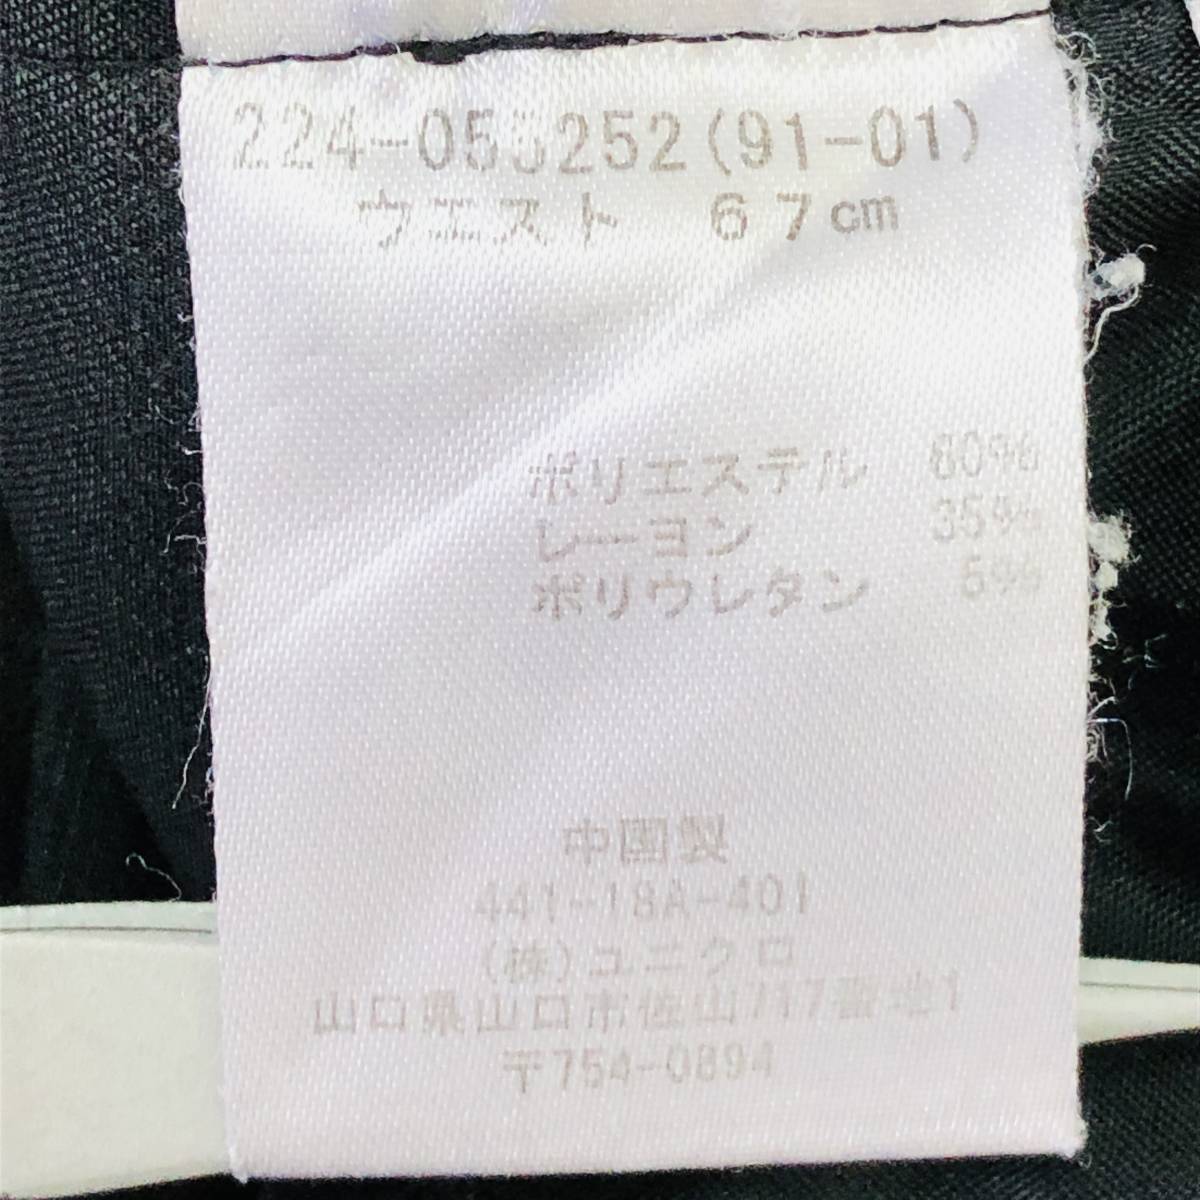 224-055252(91-01)
ウエスト 67cm
ポリエステル 60%
レーヨン 35%
ポリウレタン 5%
中国製
441-18A-401
(株)ユニクロ
山口県山口市佐山717番地1
〒754-0894